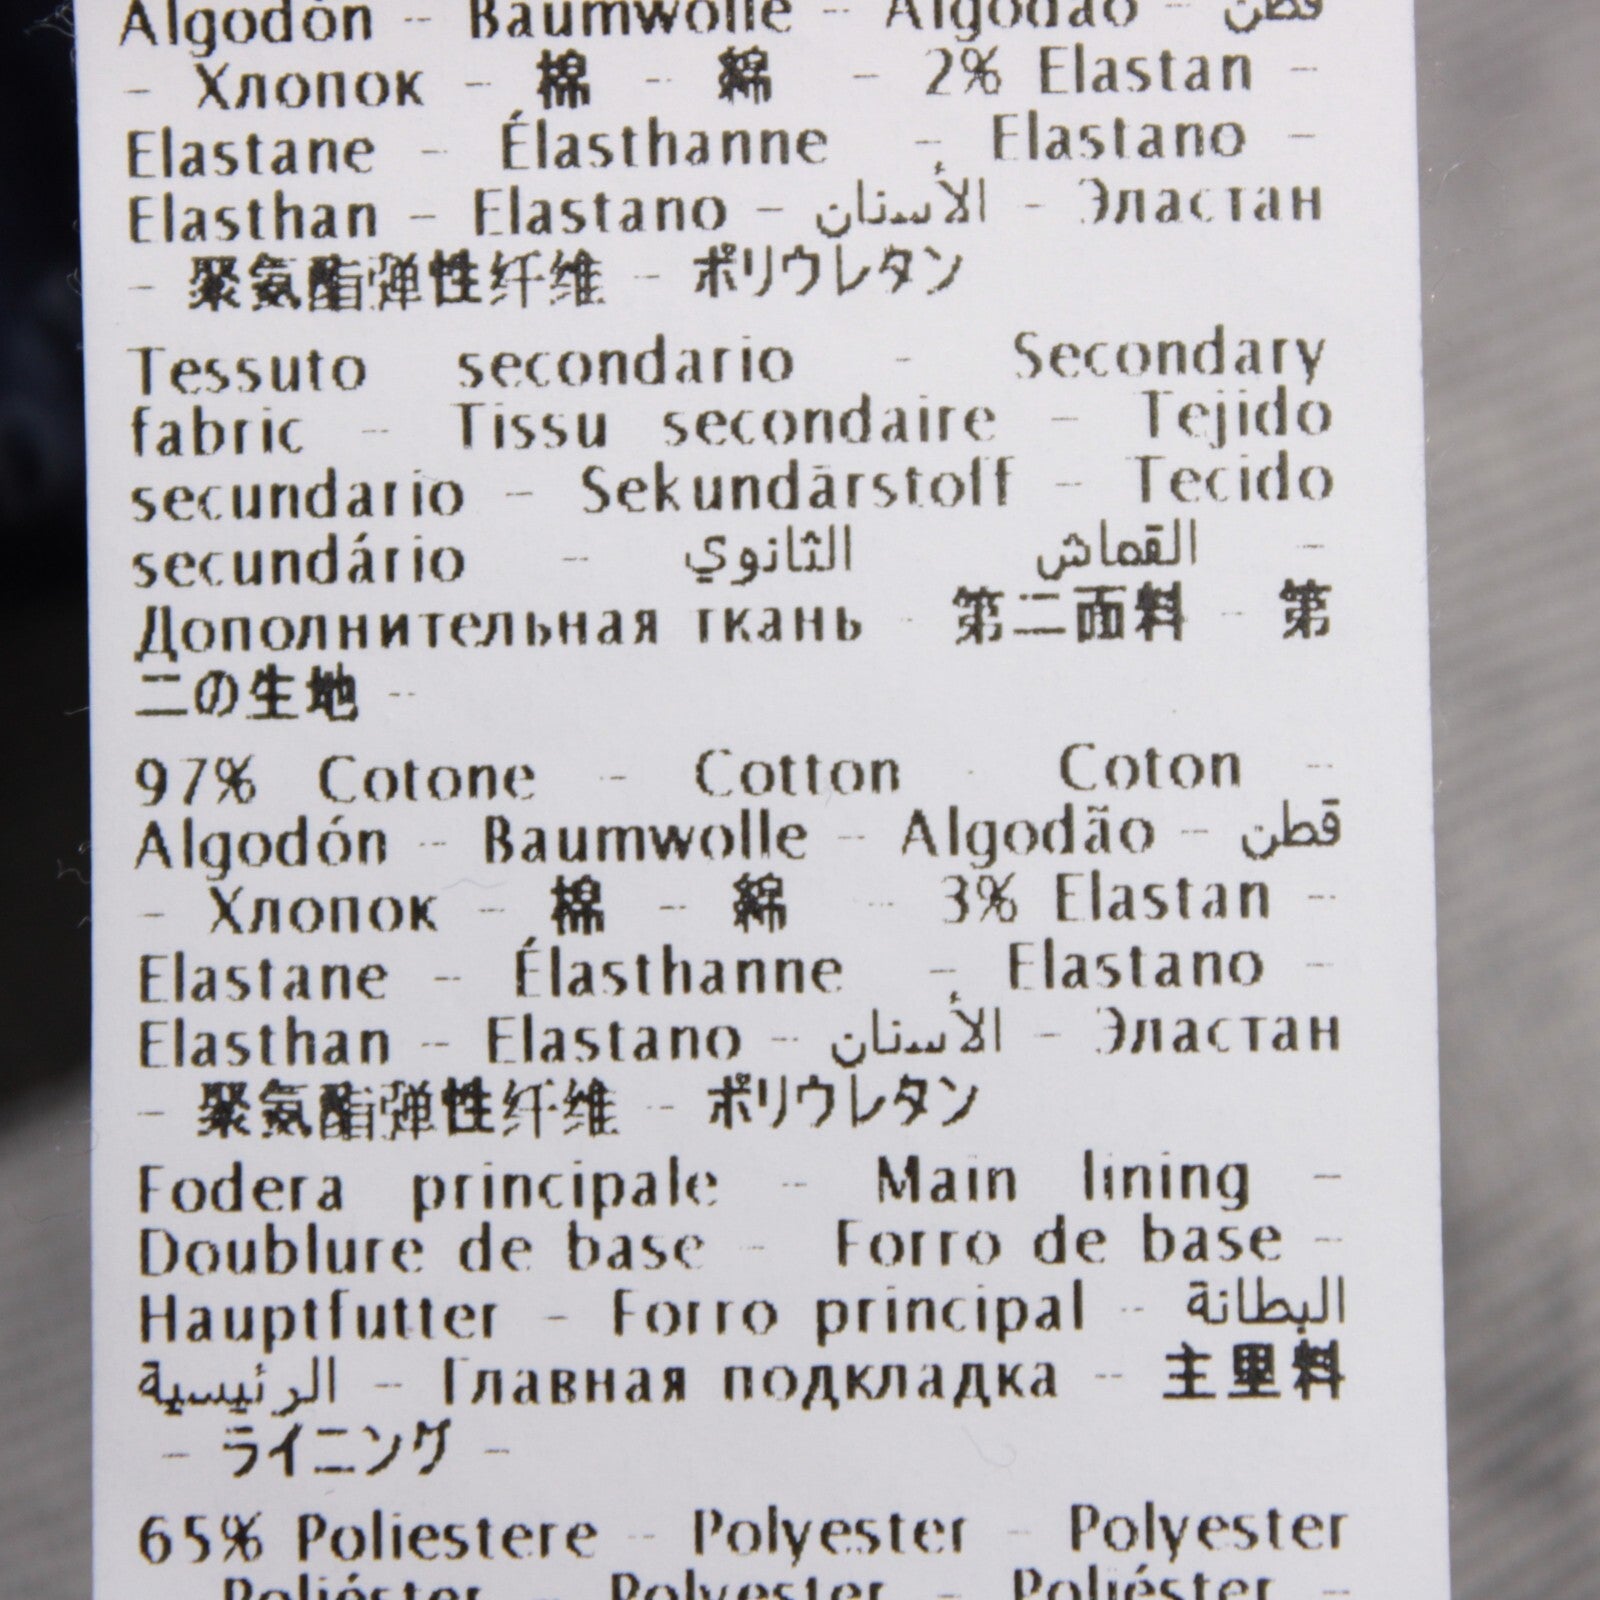 Algodón - Baumwolle - Algodão - قطن
- Хлопок - 棉 - 綿 - 2% Elastan -
Elastane - Élasthanne - Elastano -
Elasthan - Elastano - الأسنان - Эластан
- 聚氨酯弹性纤维 - ポリウレタン
Tessuto secondario - Secondary
fabric - Tissu secondaire - Tejido
secundario - Sekundärstoff - Tecido
secundário - الثانوي القماش -
Дополнительная ткань - 第二面料 - 第
二の生地 -
97% Cotone - Cotton - Coton -
Algodón - Baumwolle - Algodão - قطن
- Хлопок - 棉 - 綿 - 3% Elastan -
Elastane - Élasthanne - Elastano -
Elasthan - Elastano - الأسنان - Эластан
- 聚氨酯弹性纤维 - ポリウレタン
Fodera principale - Main lining -
Doublure de base - Forro de base -
Hauptfutter - Forro principal - البطانة
الرئيسية - Главная подкладка - 主里料
- ライニング -
65% Poliestere - Polyester - Polyester
- Poliéster - Polyester - Poliéster -